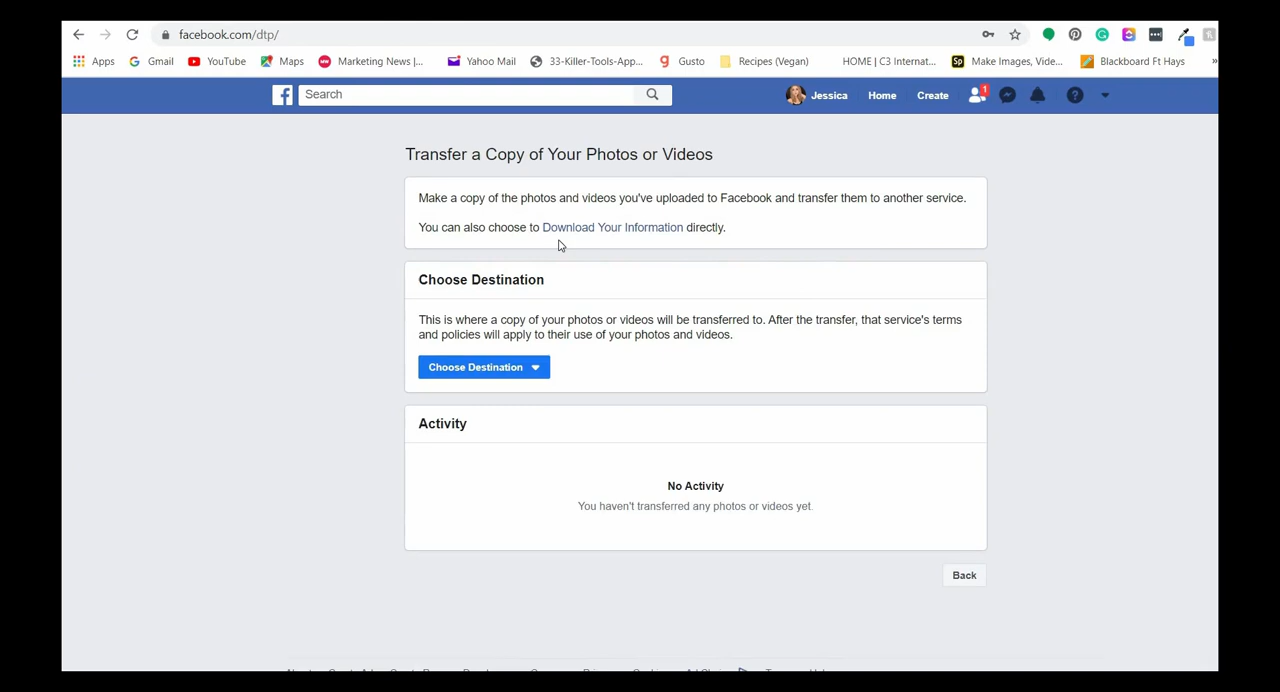 facebook.com/dtp/
Apps Gmail YouTube Maps Marketing News |... Yahoo Mail 33-Killer-Tools-App... Gusto Recipes (Vegan) HOME | C3 Internat... Make Images, Vide... Blackboard Ft Hays »
Search Jessica Home Create 1
Transfer a Copy of Your Photos or Videos
Make a copy of the photos and videos you've uploaded to Facebook and transfer them to another service.
You can also choose to Download Your Information directly.
Choose Destination
This is where a copy of your photos or videos will be transferred to. After the transfer, that service's terms
and policies will apply to their use of your photos and videos.
Choose Destination
Activity
No Activity
You haven't transferred any photos or videos yet.
Back